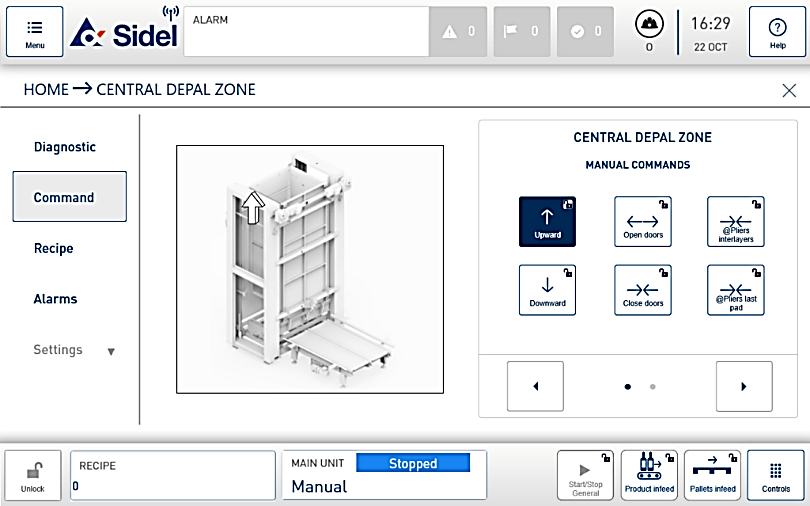 Menu
Sidel
ALARM
0
0
0
0
16:29
22 OCT
Help
HOME → CENTRAL DEPAL ZONE
Diagnostic
Command
Recipe
Alarms
Settings
CENTRAL DEPAL ZONE
MANUAL COMMANDS
Upward
Open doors
@Pliers
interlayers
Downward
Close doors
@Pliers last
pad
Unlock
RECIPE
0
MAIN UNIT
Stopped
Manual
Start/Stop
General
Product infeed
Pallets infeed
Controls